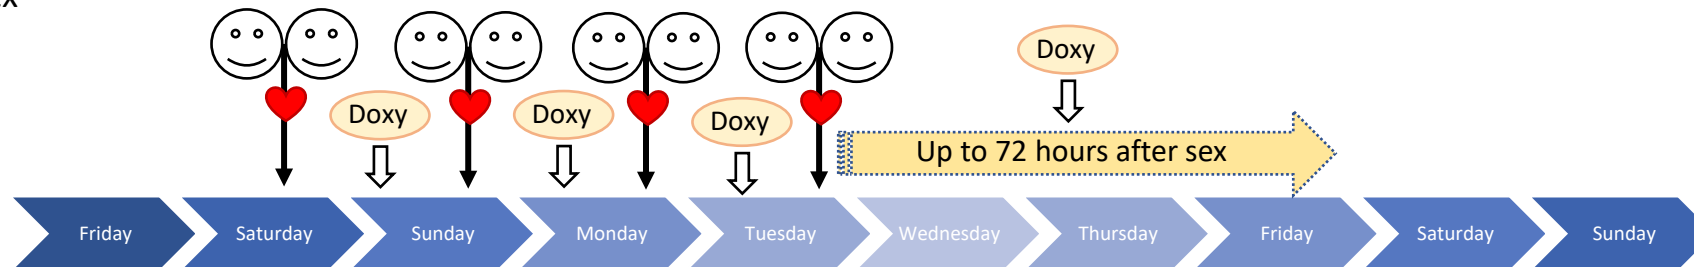 Doxy
Doxy
Doxy
Doxy
Up to 72 hours after sex
Friday
Saturday
Sunday
Monday
Tuesday
Wednesday
Thursday
Friday
Saturday
Sunday